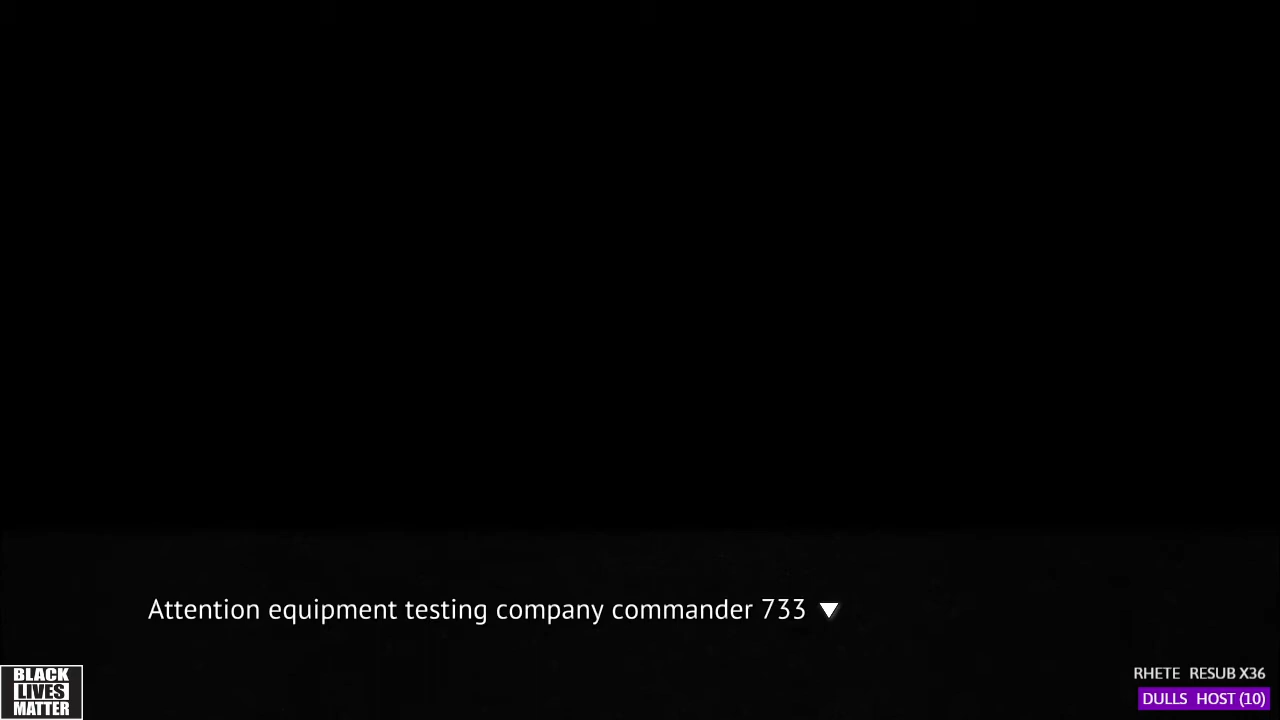 Attention equipment testing company commander 733
BLACK
LIVES
MATTER
RHETE RESUB X36
DULLS HOST (10)